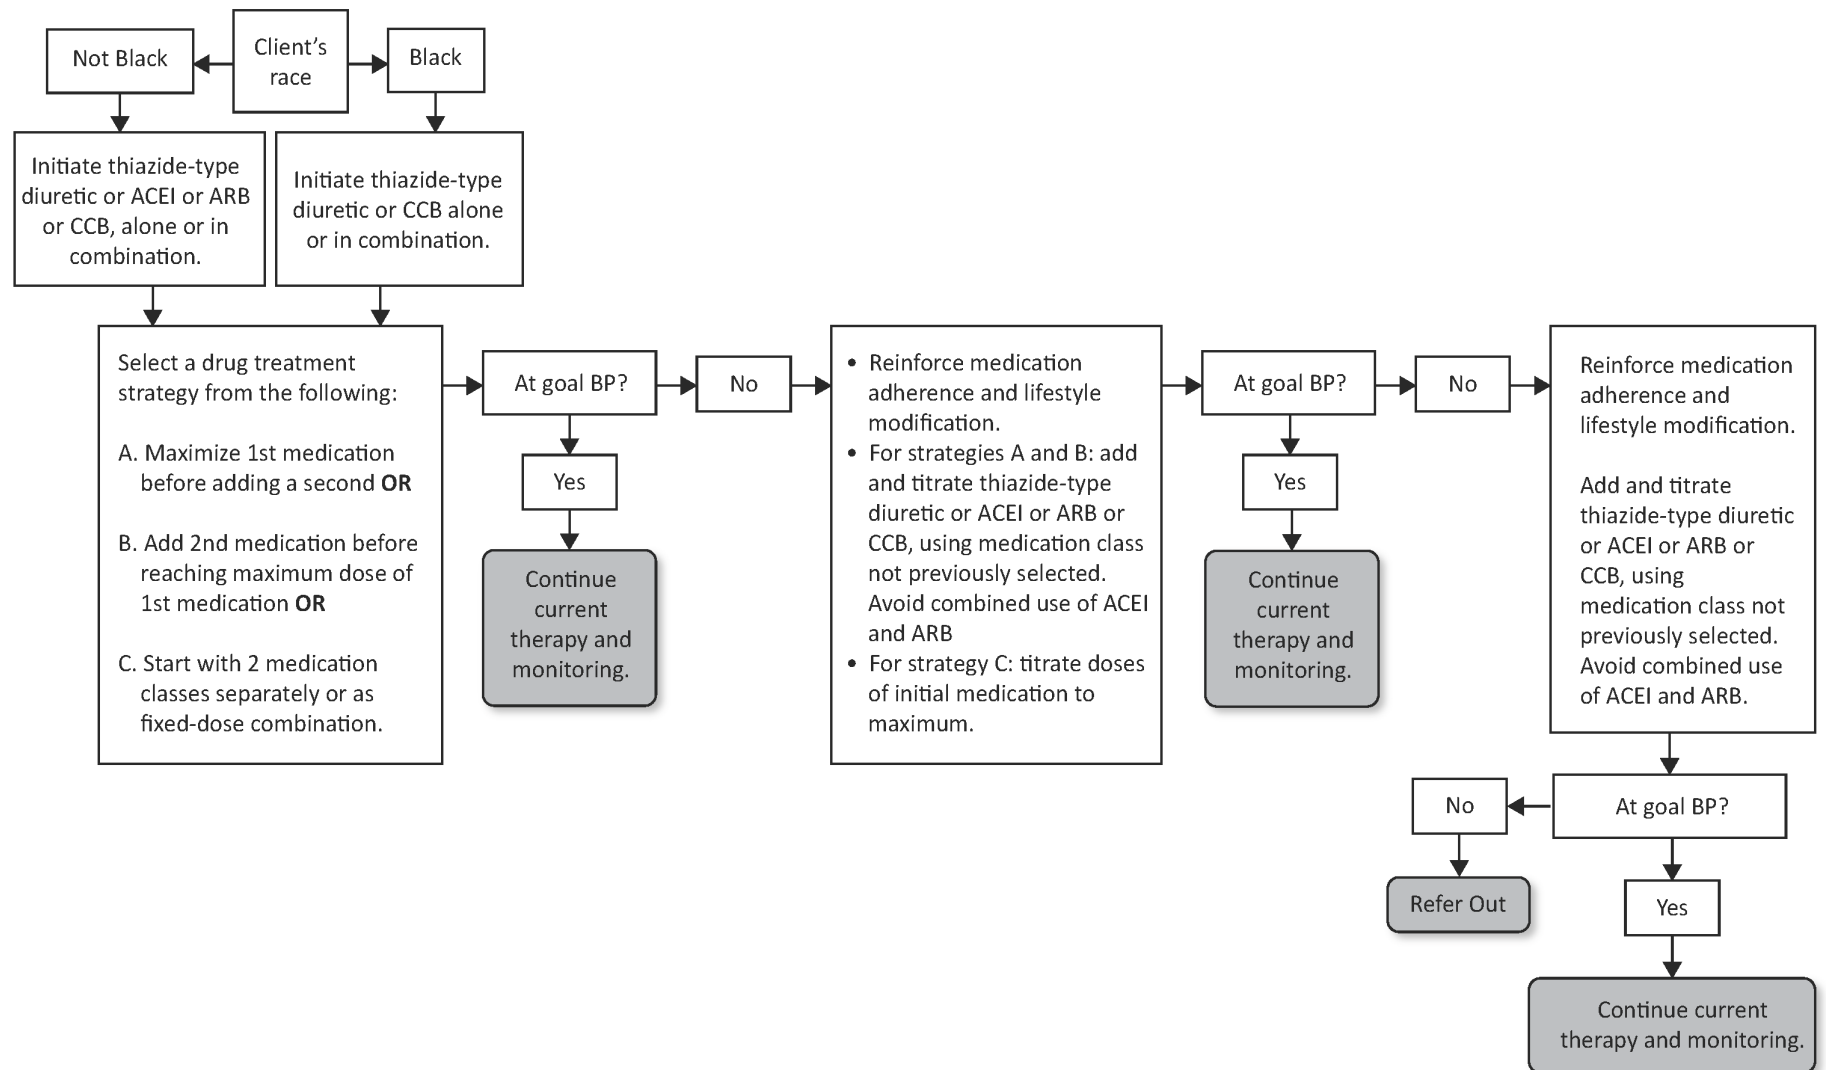 Client’s
race
Not Black
Black
Initiate thiazide-type
diuretic or ACEI or ARB
or CCB, alone or in
combination.
Initiate thiazide-type
diuretic or CCB alone
or in combination.
Select a drug treatment
strategy from the following:
A. Maximize 1st medication
before adding a second OR
B. Add 2nd medication before
reaching maximum dose of
1st medication OR
C. Start with 2 medication
classes separately or as
fixed-dose combination.
At goal BP?
No
Yes
Continue
current
therapy and
monitoring.
• Reinforce medication
adherence and lifestyle
modification.
• For strategies A and B: add
and titrate thiazide-type
diuretic or ACEI or ARB or
CCB, using medication class
not previously selected.
Avoid combined use of ACEI
and ARB
• For strategy C: titrate doses
of initial medication to
maximum.
At goal BP?
No
Yes
Continue
current
therapy and
monitoring.
Reinforce medication
adherence and
lifestyle modification.
Add and titrate
thiazide-type diuretic
or ACEI or ARB or
CCB, using
medication class not
previously selected.
Avoid combined use
of ACEI and ARB.
At goal BP?
No
Refer Out
Yes
Continue current
therapy and monitoring.